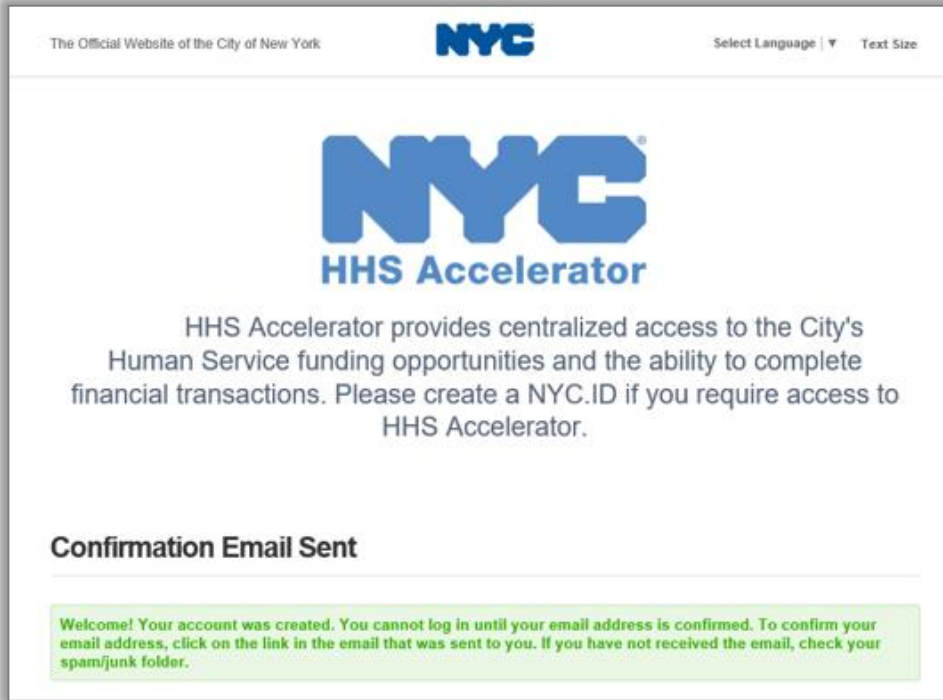 The Official Website of the City of New York
NYC
Select Language | ▼
Text Size
NYC®
HHS Accelerator
HHS Accelerator provides centralized access to the City's
Human Service funding opportunities and the ability to complete
financial transactions. Please create a NYC.ID if you require access to
HHS Accelerator.
Confirmation Email Sent
Welcome! Your account was created. You cannot log in until your email address is confirmed. To confirm your
email address, click on the link in the email that was sent to you. If you have not received the email, check your
spam/junk folder.